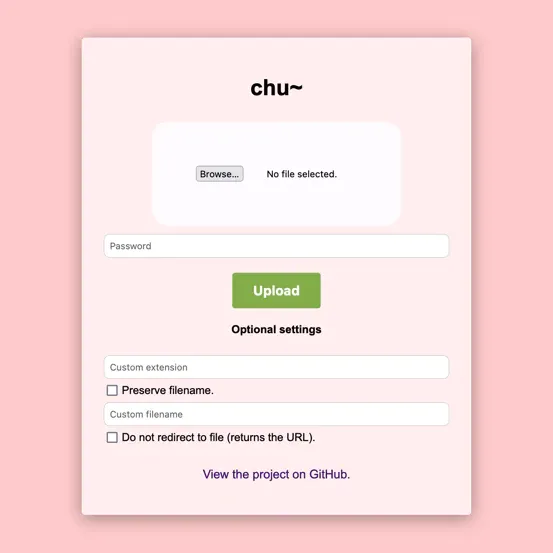 chu~
Browse... No file selected.
Password
Upload
Optional settings
Custom extension
Preserve filename.
Custom filename
Do not redirect to file (returns the URL).
View the project on GitHub.